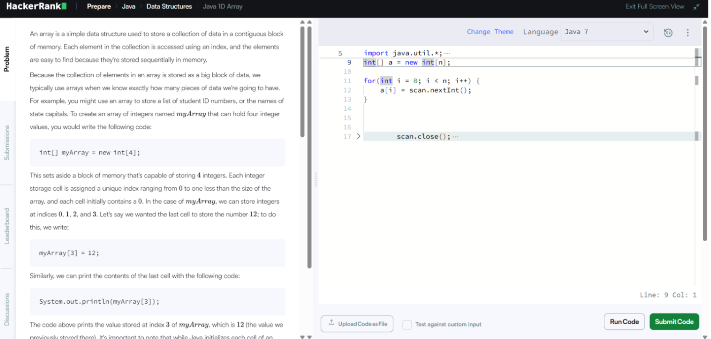 HackerRank
Prepare
Java
Data Structures
Java 1D Array
Exit Full Screen View
Problem
Submissions
Leaderboard
Discussions
An array is a simple data structure used to store a collection of data in a contiguous block
of memory. Each element in the collection is accessed using an index, and the elements
are easy to find because they're stored sequentially in memory.
Because the collection of elements in an array is stored as a big block of data, we
typically use arrays when we know exactly how many pieces of data we're going to have.
For example, you might use an array to store a list of student ID numbers, or the names of
state capitals. To create an array of integers named myArray that can hold four integer
values, you would write the following code:
int[] myArray = new int[4];
This sets aside a block of memory that's capable of storing 4 integers. Each integer
storage cell is assigned a unique index ranging from 0 to one less than the size of the
array, and each cell initially contains a 0. In the case of myArray, we can store integers
at indices 0, 1, 2, and 3. Let's say we wanted the last cell to store the number 12; to do
this, we write:
myArray[3] = 12;
Similarly, we can print the contents of the last cell with the following code:
System.out.println(myArray[3]);
The code above prints the value stored at index 3 of myArray, which is 12 (the value we
previously stored there). It's important to note that while Java initializes each cell of an
Change Theme
Language
Java 7
5 import java.util.*;
9 int[] a = new int[n];
10
11 for(int i = 0; i < n; i++) {
12 a[i] = scan.nextInt();
13 }
14
15
16
17 scan.close();
Line: 9 Col: 1
Upload Code as File
Test against custom input
Run Code
Submit Code